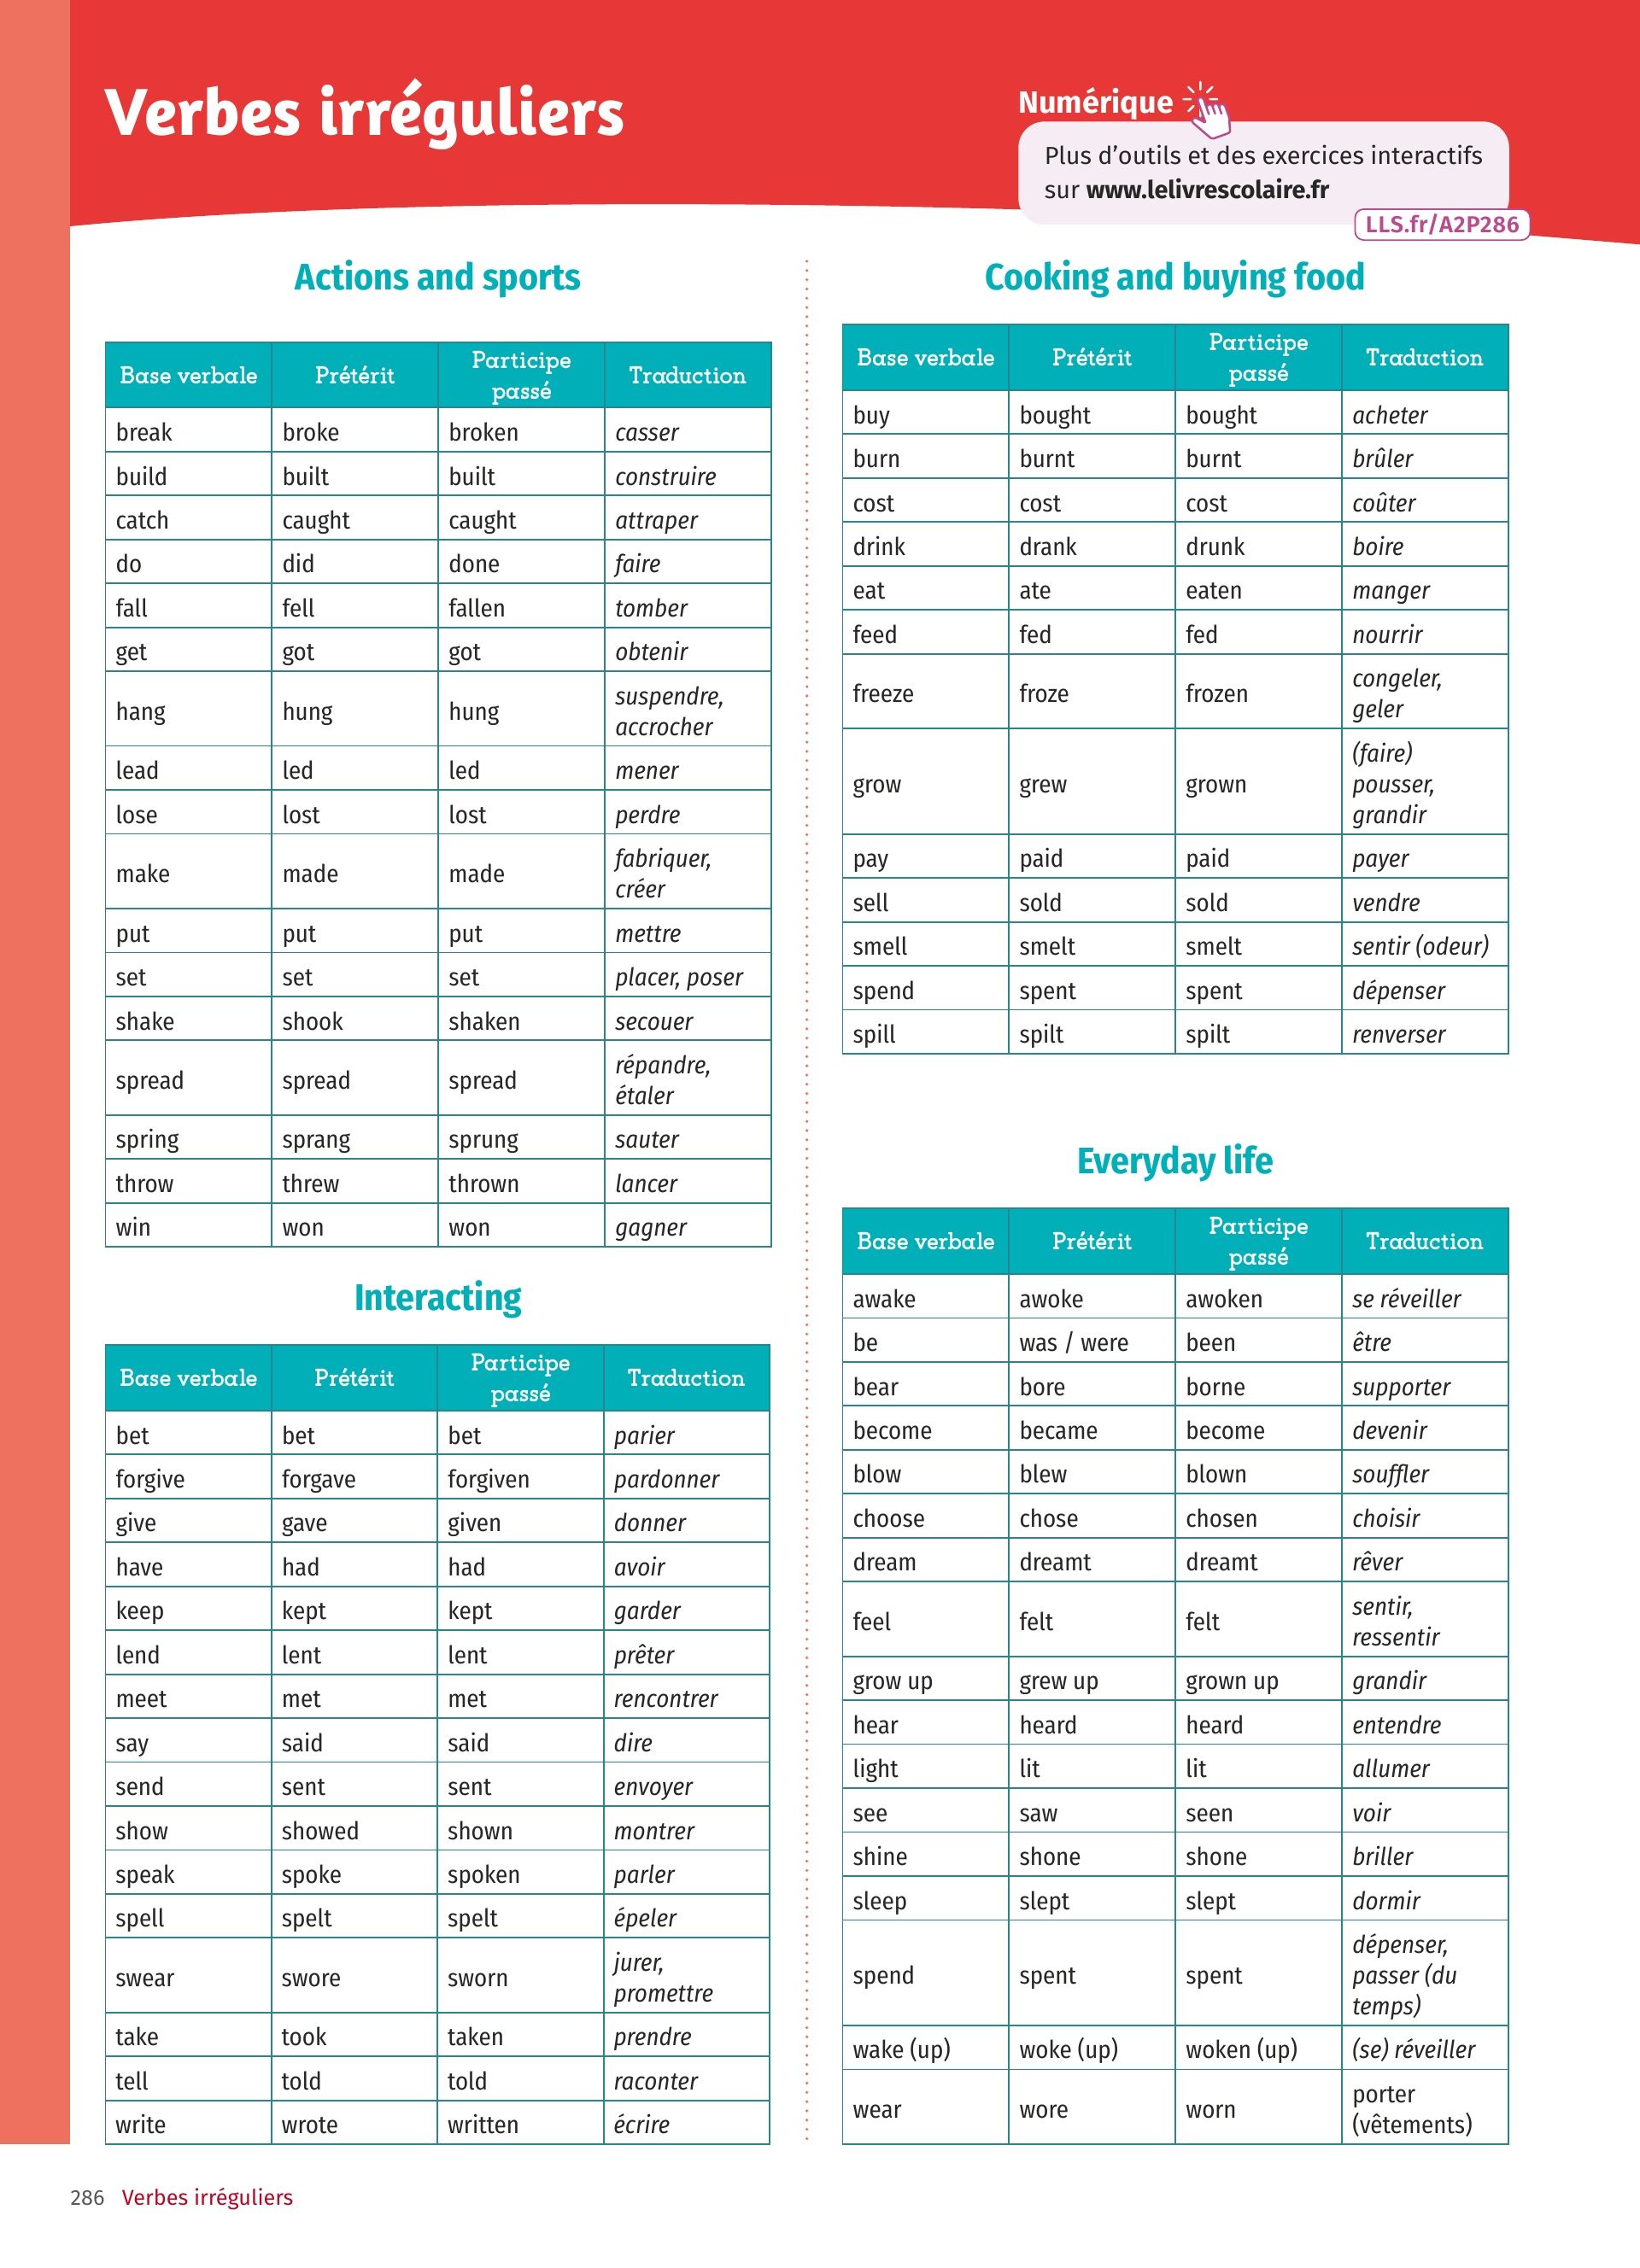 Verbes irréguliers
Numérique
Plus d’outils et des exercices interactifs
sur www.lelivrescolaire.fr
LLS.fr/A2P286
Actions and sports
Base verbale Prétérit Participe passé Traduction
break broke broken casser
build built built construire
catch caught caught attraper
do did done faire
fall fell fallen tomber
get got got obtenir
hang hung hung suspendre, accrocher
lead led led mener
lose lost lost perdre
make made made fabriquer, créer
put put put mettre
set set set placer, poser
shake shook shaken secouer
spread spread spread répandre, étaler
spring sprang sprung sauter
throw threw thrown lancer
win won won gagner
Interacting
Base verbale Prétérit Participe passé Traduction
bet bet bet parier
forgive forgave forgiven pardonner
give gave given donner
have had had avoir
keep kept kept garder
lend lent lent prêter
meet met met rencontrer
say said said dire
send sent sent envoyer
show showed shown montrer
speak spoke spoken parler
spell spelt spelt épeler
swear swore sworn jurer, promettre
take took taken prendre
tell told told raconter
write wrote written écrire
Cooking and buying food
Base verbale Prétérit Participe passé Traduction
buy bought bought acheter
burn burnt burnt brûler
cost cost cost coûter
drink drank drunk boire
eat ate eaten manger
feed fed fed nourrir
freeze froze frozen congeler, geler
grow grew grown (faire) pousser, grandir
pay paid paid payer
sell sold sold vendre
smell smelt smelt sentir (odeur)
spend spent spent dépenser
spill spilt spilt renverser
Everyday life
Base verbale Prétérit Participe passé Traduction
awake awoke awoken se réveiller
be was / were been être
bear bore borne supporter
become became become devenir
blow blew blown souffler
choose chose chosen choisir
dream dreamt dreamt rêver
feel felt felt sentir, ressentir
grow up grew up grown up grandir
hear heard heard entendre
light lit lit allumer
see saw seen voir
shine shone shone briller
sleep slept slept dormir
spend spent spent dépenser, passer (du temps)
wake (up) woke (up) woken (up) (se) réveiller
wear wore worn porter (vêtements)
286 Verbes irréguliers